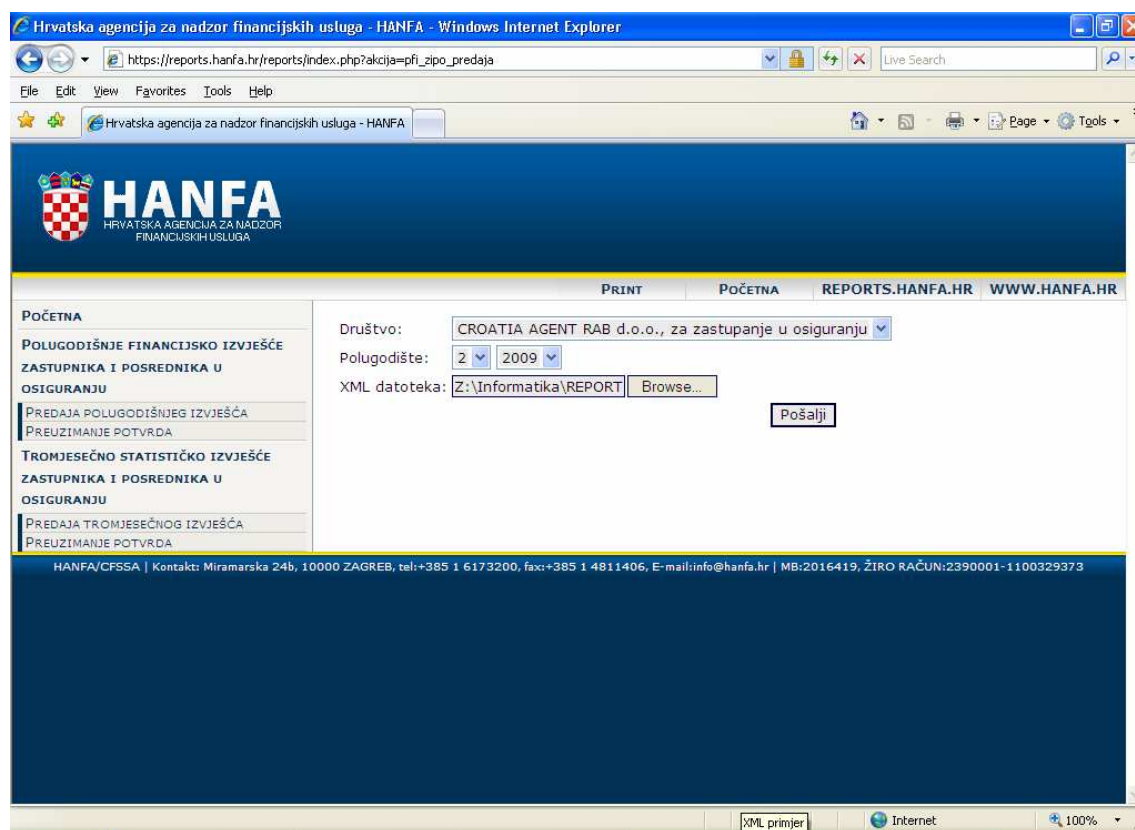 Hrvatska agencija za nadzor financijskih usluga - HANFA - Windows Internet Explorer
https://reports.hanfa.hr/reports/index.php?akcija=pfi_zipo_predaja
Live Search
File Edit View Favorites Tools Help
Hrvatska agencija za nadzor financijskih usluga - HANFA
Page Tools
HANFA
HRVATSKA AGENCIJA ZA NADZOR
FINANCIJSKIH USLUGA
PRINT POČETNA REPORTS.HANFA.HR WWW.HANFA.HR
POČETNA
POLUGODIŠNJE FINANCIJSKO IZVJEŠĆE
ZASTUPNIKA I POSREDNIKA U
OSIGURANJU
PREDAJA POLUGODIŠNJEG IZVJEŠĆA
PREUZIMANJE POTVRDA
TROMJESEČNO STATISTIČKO IZVJEŠĆE
ZASTUPNIKA I POSREDNIKA U
OSIGURANJU
PREDAJA TROMJESEČNOG IZVJEŠĆA
PREUZIMANJE POTVRDA
Društvo: CROATIA AGENT RAB d.o.o., za zastupanje u osiguranju
Polugodište: 2 2009
XML datoteka: Z:\Informatika\REPORT Browse...
Pošalji
HANFA/CFSSA | Kontakt: Miramarska 24b, 10000 ZAGREB, tel:+385 1 6173200, fax:+385 1 4811406, E-mail:info@hanfa.hr | MB:2016419, ŽIRO RAČUN:2390001-1100329373
XML primjer
Internet
100%